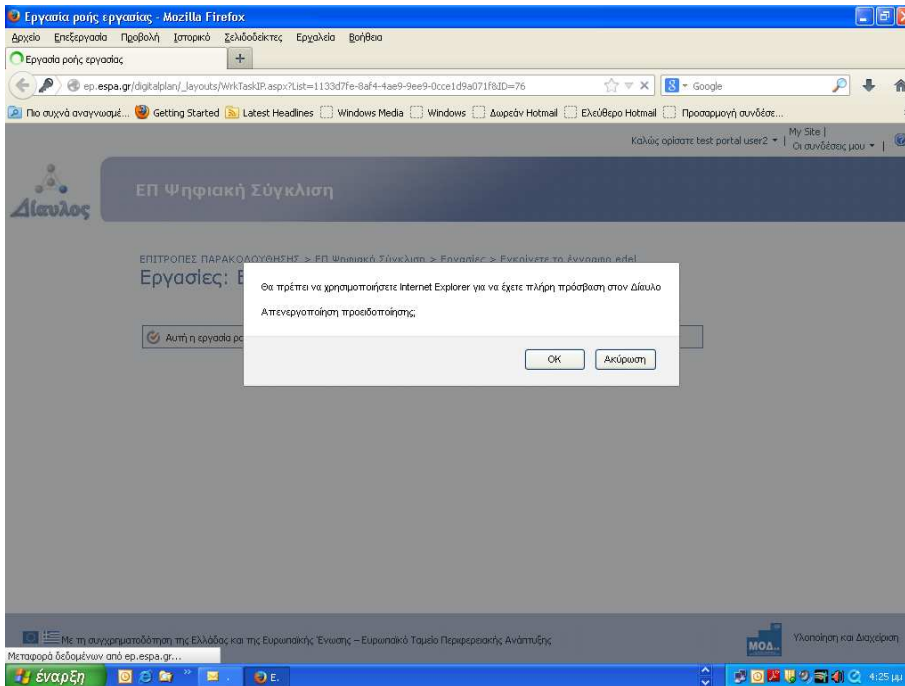 Εργασία ροής εργασίας - Mozilla Firefox
Αρχείο Επεξεργασία Προβολή Ιστορικό Σελιδοδείκτες Εργαλεία Βοήθεια
Εργασία ροής εργασίας
ep.espa.gr/digitalplan/_layouts/WrkTaskIP.aspx?List=1133d7fe-8af4-4ae9-9ee9-0cce1d9a071f&ID=76
Google
Πιο συχνά αναγνωσμέ... Getting Started Latest Headlines Windows Media Windows Δωρεάν Hotmail Ελεύθερο Hotmail Προσαρμογή συνδέσε...
Καλώς ορίσατε test portal user2
My Site |
Οι συνδέσεις μου
Δίαυλος
ΕΠ Ψηφιακή Σύγκλιση
ΕΠΙΤΡΟΠΕΣ ΠΑΡΑΚΟΛΟΥΘΗΣΗΣ > ΕΠ Ψηφιακή Σύγκλιση > Εργασίες > Εγκρίνετε το έγγραφο edel
Εργασίες: Ε
Θα πρέπει να χρησιμοποιήσετε Internet Explorer για να έχετε πλήρη πρόσβαση στον Δίαυλο
Απενεργοποίηση προειδοποίησης;
Αυτή η εργασία ρο
OK Ακύρωση
Με τη συγχρηματοδότηση της Ελλάδας και της Ευρωπαϊκής Ένωσης – Ευρωπαϊκό Ταμείο Περιφερειακής Ανάπτυξης
ΜΟΔ
Υλοποίηση και Διαχείριση
Μεταφορά δεδομένων από ep.espa.gr...
έναρξη
Ε.
4:25 μμ